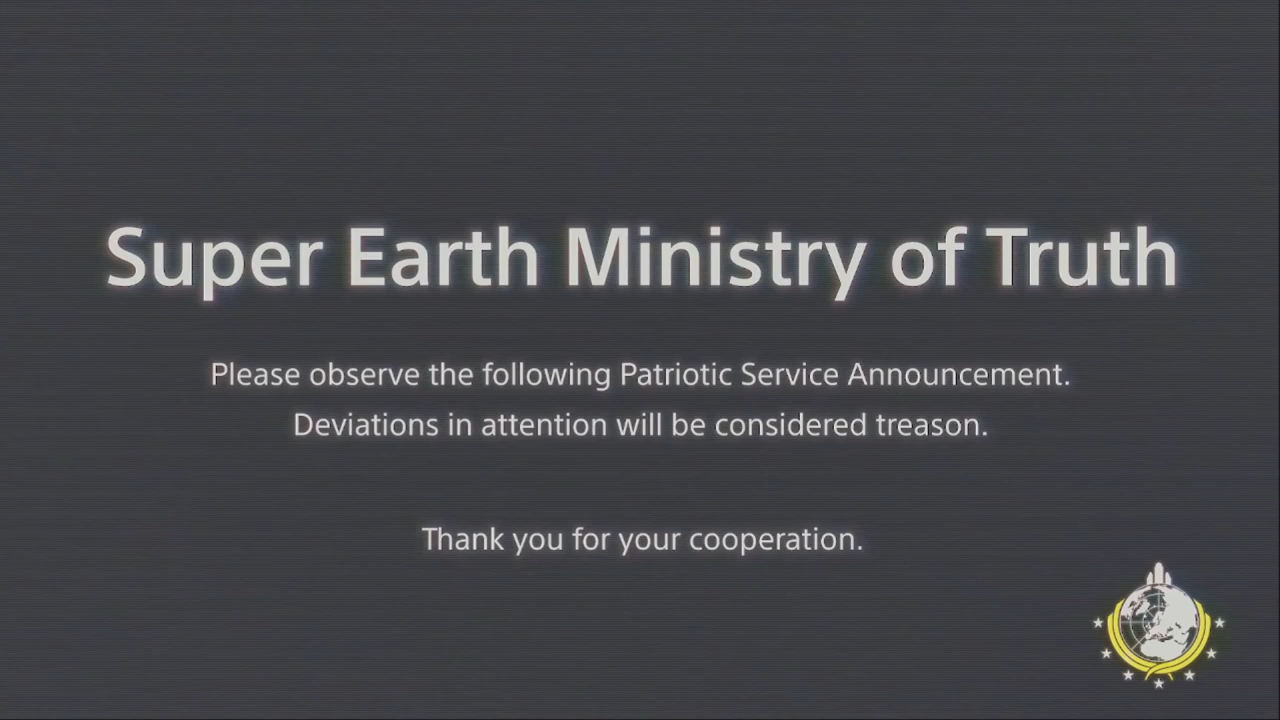 Super Earth Ministry of Truth
Please observe the following Patriotic Service Announcement.
Deviations in attention will be considered treason.
Thank you for your cooperation.